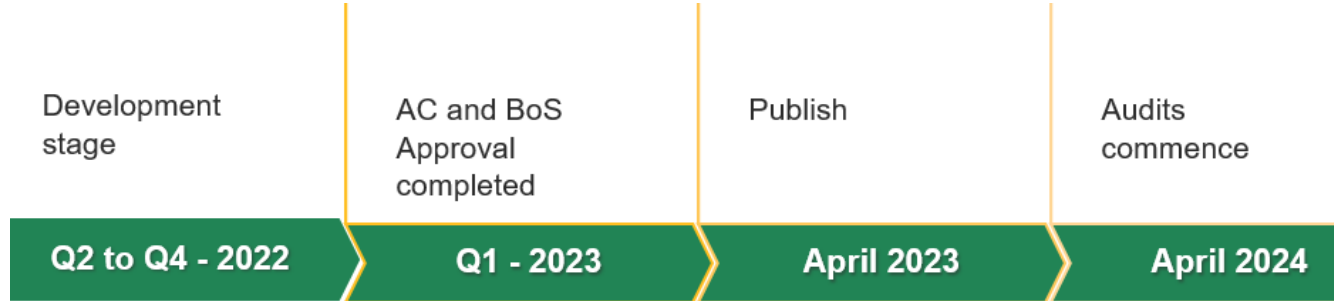 Development
stage
Q2 to Q4 - 2022
AC and BoS
Approval
completed
Q1 - 2023
Publish
April 2023
Audits
commence
April 2024